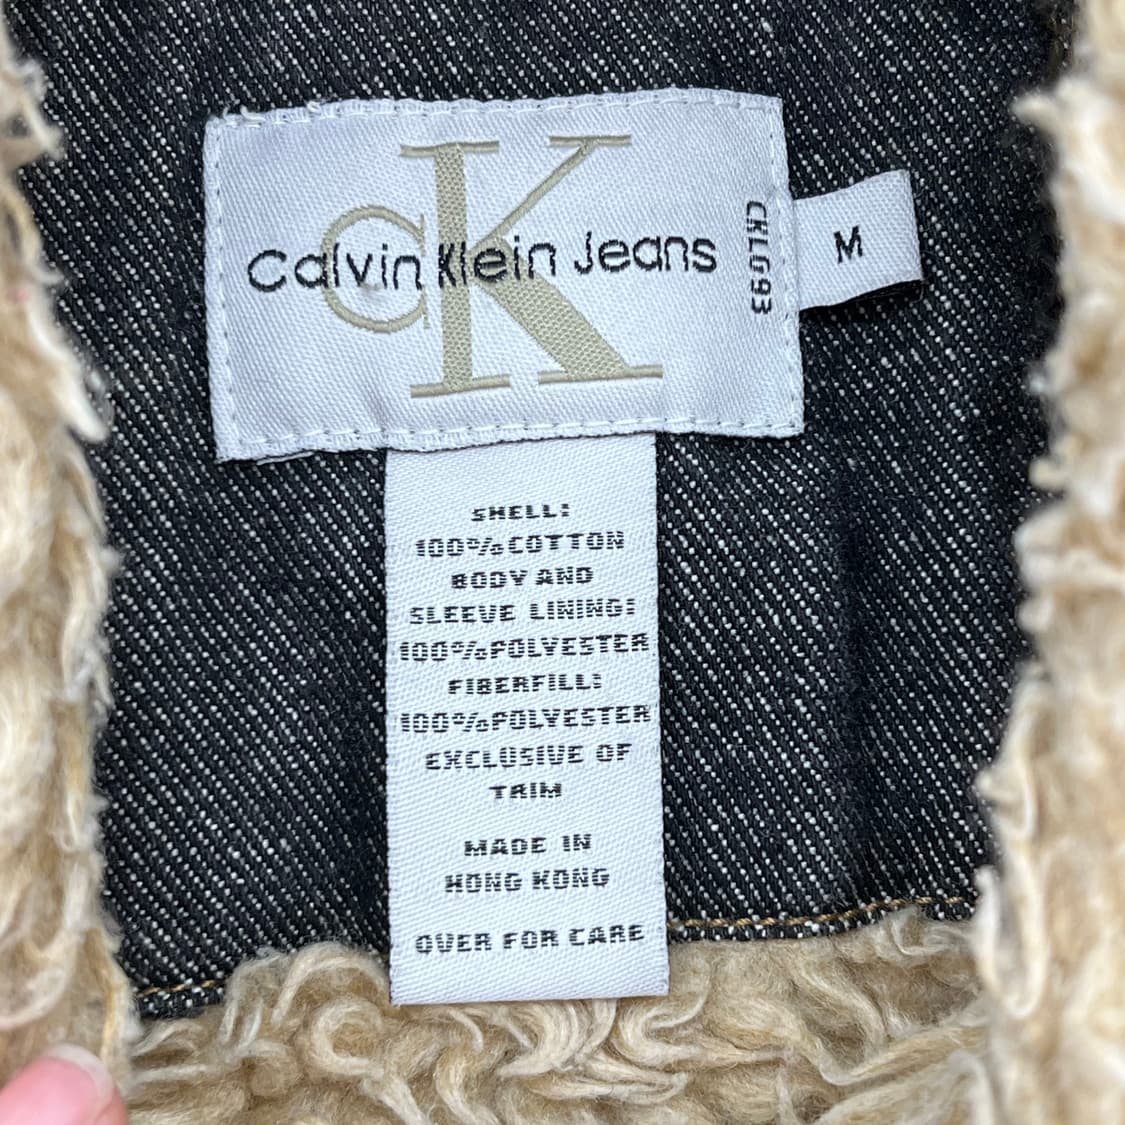 CK
Calvin Klein Jeans
CKLG93
M
SHELL:
100% COTTON
BODY AND
SLEEVE LINING:
100% POLYESTER
FIBERFILL:
100% POLYESTER
EXCLUSIVE OF
TRIM
MADE IN
HONG KONG
OVER FOR CARE